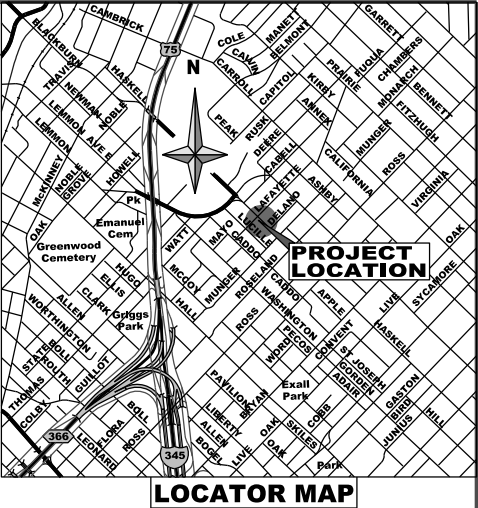 CAMBRICK
MANETT
GARRETT
COLE
BELMONT
BLACKBURN
75
CAVIN
FUQUA
CHAMBERS
TRAVIS
HASKELL
N
CARROLL
PRAIRIE
MONARCH
BENNETT
NEWMAN
CAPITOL
KIRBY
FITZHUGH
LEMMON AVE E
NOBLE
PEAK
RUSK
ANNEX
LEMMON
DEERE
MUNGER
HOWELL
CABELL
CALIFORNIA
ROSS
McKINNEY
NOBLE
GROVE
LAFAYETTE
ASHBY
VIRGINIA
Pk
DELANO
OAK
Emanuel
Cem
LUCILLE
OAK
Greenwood
Cemetery
WATT
MAYO
CADDO
PROJECT
LOCATION
HUGO
ELLIS
McCOY
MUNGER
ROSELAND
CADDO
SYCAMORE
ALLEN
CLARK
HALL
WASHINGTON
APPLE
LIVE
WORTHINGTON
Griggs
Park
ROSS
PECOS
CONVENT
HASKELL
STATE
BOLL
WORD
ST JOSEPH
ROUTH
GORDEN
THOMAS
GUILLOT
PAVILION
Exall
Park
ADAIR
GASTON
COLBY
BRYAN
BIRD
BOLL
LIBERTY
COBB
HILL
366
FLORA
ALLEN
OAK
SKILES
JUNIUS
LEONARD
ROSS
345
BOGEL
LIVE
OAK
Park
LOCATOR MAP